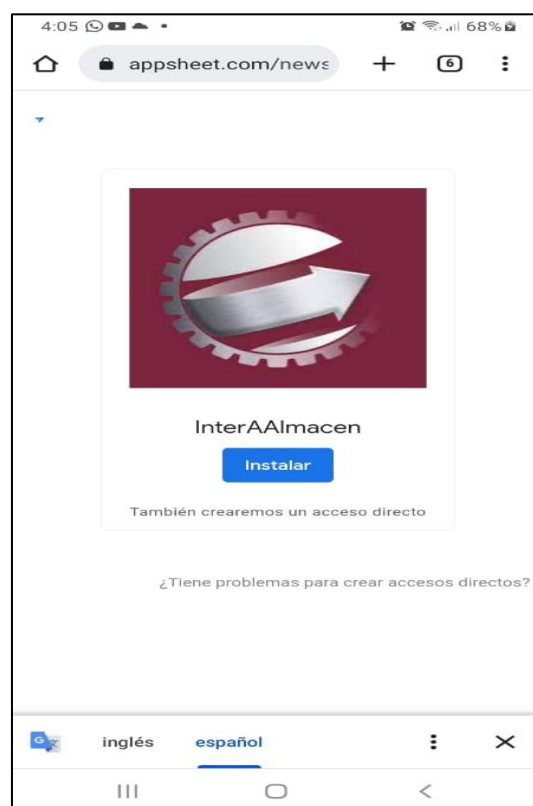 4:05
68%
appsheet.com/news
6
InterAAlmacen
Instalar
También crearemos un acceso directo
¿Tiene problemas para crear accesos directos?
inglés
español